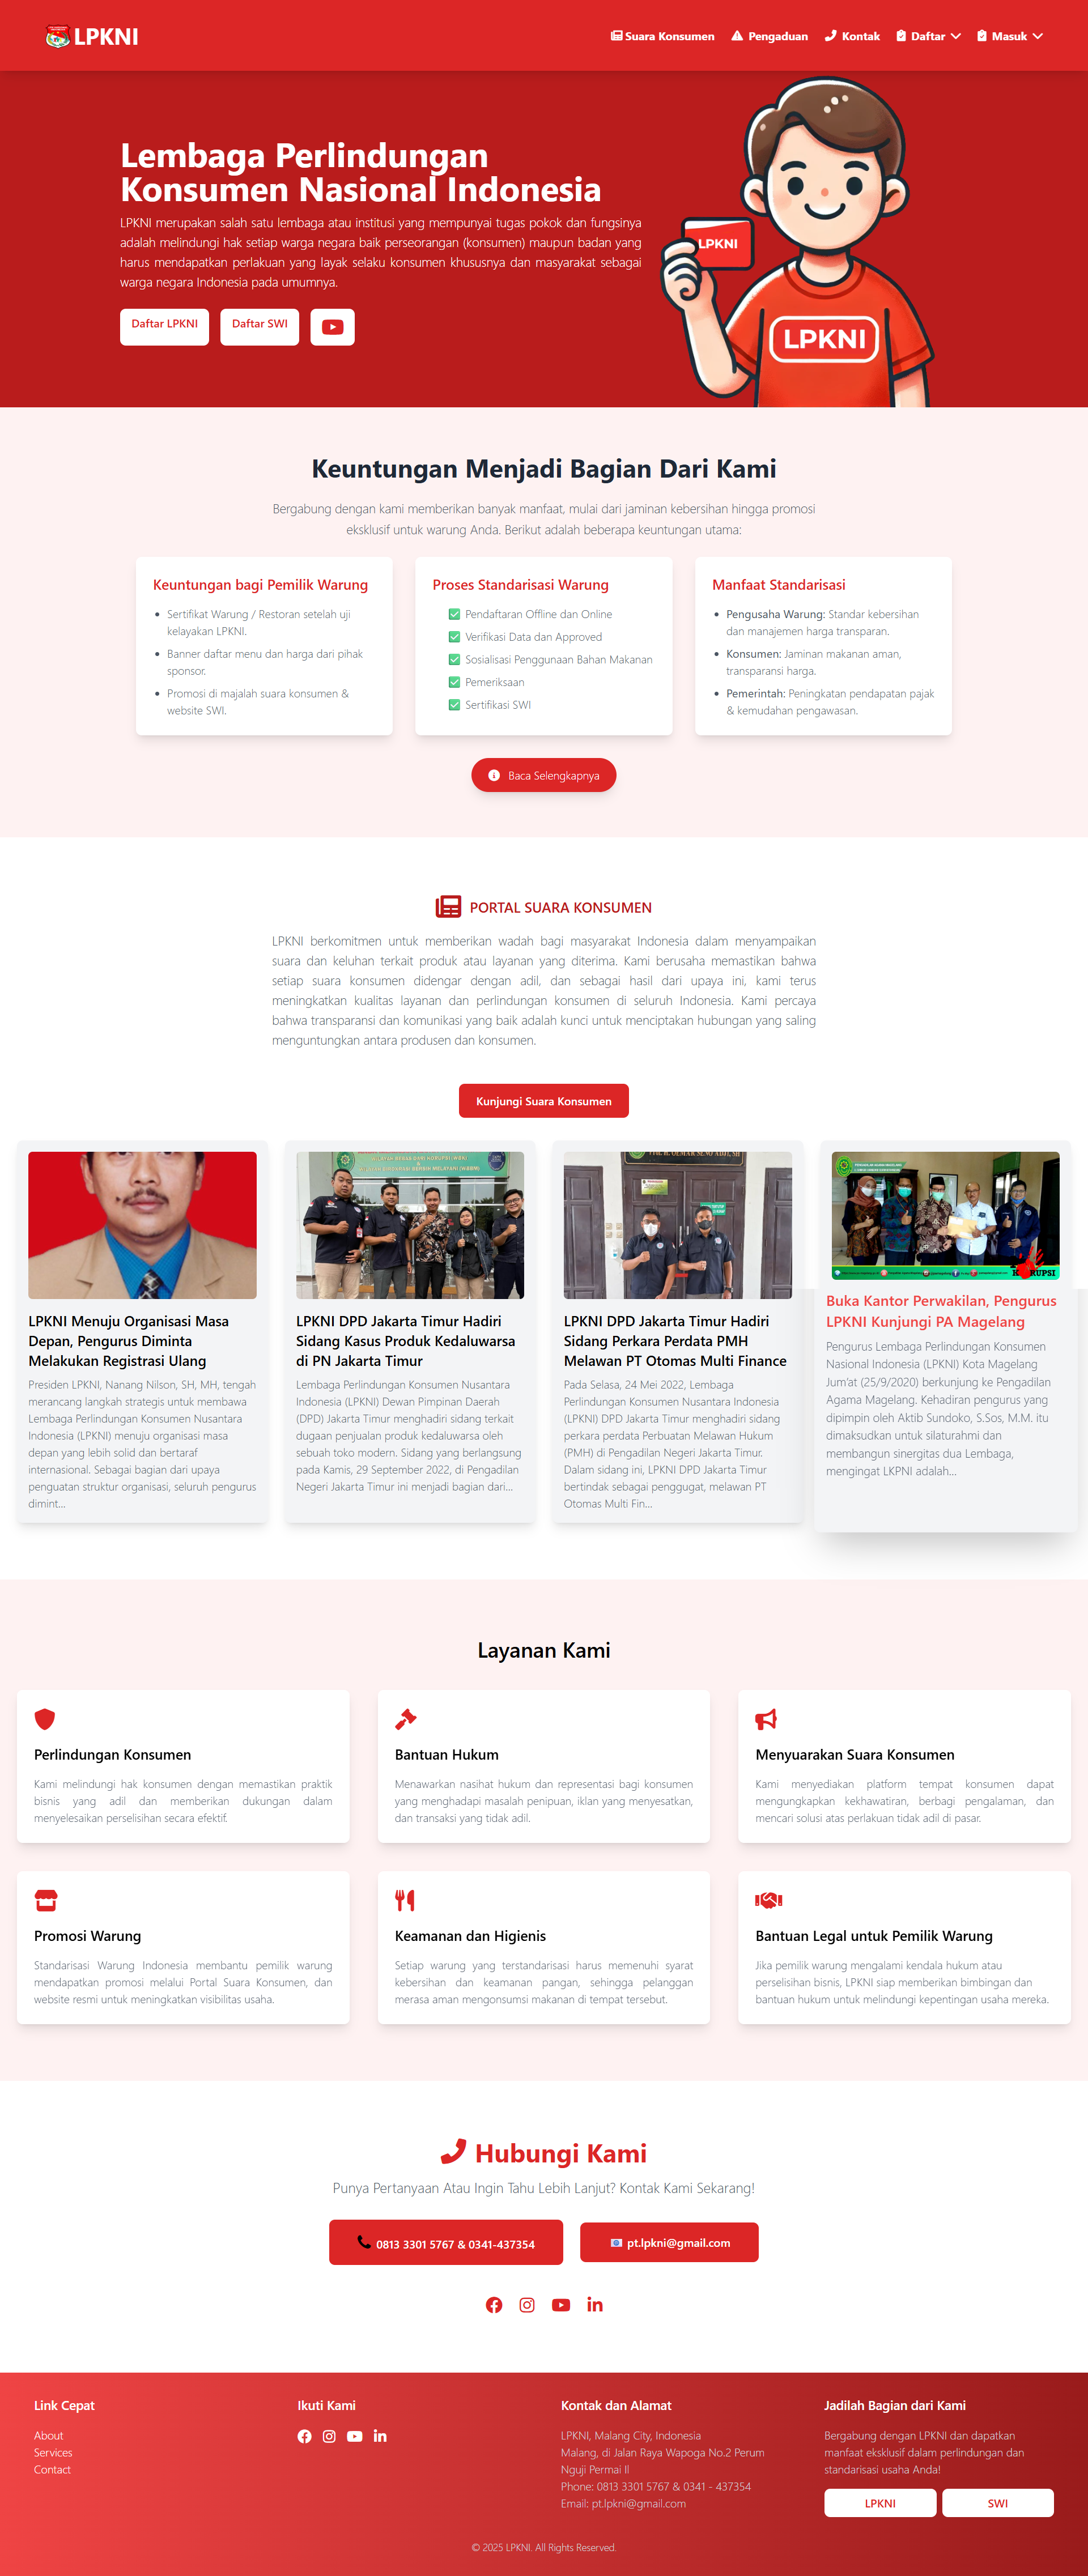 LPKNI
Suara Konsumen
Pengaduan
Kontak
Daftar
Masuk
Lembaga Perlindungan
Konsumen Nasional Indonesia
LPKNI merupakan salah satu lembaga atau institusi yang mempunyai tugas pokok dan fungsinya
adalah melindungi hak setiap warga negara baik perseorangan (konsumen) maupun badan yang
harus mendapatkan perlakuan yang layak selaku konsumen khususnya dan masyarakat sebagai
warga negara Indonesia pada umumnya.
Daftar LPKNI
Daftar SWI
LPKNI
LPKNI
Keuntungan Menjadi Bagian Dari Kami
Bergabung dengan kami memberikan banyak manfaat, mulai dari jaminan kebersihan hingga promosi
eksklusif untuk warung Anda. Berikut adalah beberapa keuntungan utama:
Keuntungan bagi Pemilik Warung
Sertifikat Warung / Restoran setelah uji
kelayakan LPKNI.
Banner daftar menu dan harga dari pihak
sponsor.
Promosi di majalah suara konsumen &
website SWI.
Proses Standarisasi Warung
✅ Pendaftaran Offline dan Online
✅ Verifikasi Data dan Approved
✅ Sosialisasi Penggunaan Bahan Makanan
✅ Pemeriksaan
✅ Sertifikasi SWI
Manfaat Standarisasi
Pengusaha Warung: Standar kebersihan
dan manajemen harga transparan.
Konsumen: Jaminan makanan aman,
transparansi harga.
Pemerintah: Peningkatan pendapatan pajak
& kemudahan pengawasan.
Baca Selengkapnya
PORTAL SUARA KONSUMEN
LPKNI berkomitmen untuk memberikan wadah bagi masyarakat Indonesia dalam menyampaikan
suara dan keluhan terkait produk atau layanan yang diterima. Kami berusaha memastikan bahwa
setiap suara konsumen didengar dengan adil, dan sebagai hasil dari upaya ini, kami terus
meningkatkan kualitas layanan dan perlindungan konsumen di seluruh Indonesia. Kami percaya
bahwa transparansi dan komunikasi yang baik adalah kunci untuk menciptakan hubungan yang saling
menguntungkan antara produsen dan konsumen.
Kunjungi Suara Konsumen
LPKNI Menuju Organisasi Masa
Depan, Pengurus Diminta
Melakukan Registrasi Ulang
Presiden LPKNI, Nanang Nilson, SH, MH, tengah
merancang langkah strategis untuk membawa
Lembaga Perlindungan Konsumen Nusantara
Indonesia (LPKNI) menuju organisasi masa
depan yang lebih solid dan bertaraf
internasional. Sebagai bagian dari upaya
penguatan struktur organisasi, seluruh pengurus
dimint...
LPKNI DPD Jakarta Timur Hadiri
Sidang Kasus Produk Kedaluwarsa
di PN Jakarta Timur
Lembaga Perlindungan Konsumen Nusantara
Indonesia (LPKNI) Dewan Pimpinan Daerah
(DPD) Jakarta Timur menghadiri sidang terkait
dugaan penjualan produk kedaluwarsa oleh
sebuah toko modern. Sidang yang berlangsung
pada Kamis, 29 September 2022, di Pengadilan
Negeri Jakarta Timur ini menjadi bagian dari...
LPKNI DPD Jakarta Timur Hadiri
Sidang Perkara Perdata PMH
Melawan PT Otomas Multi Finance
Pada Selasa, 24 Mei 2022, Lembaga
Perlindungan Konsumen Nusantara Indonesia
(LPKNI) DPD Jakarta Timur menghadiri sidang
perkara perdata Perbuatan Melawan Hukum
(PMH) di Pengadilan Negeri Jakarta Timur.
Dalam sidang ini, LPKNI DPD Jakarta Timur
bertindak sebagai penggugat, melawan PT
Otomas Multi Fin...
Buka Kantor Perwakilan, Pengurus
LPKNI Kunjungi PA Magelang
Pengurus Lembaga Perlindungan Konsumen
Nasional Indonesia (LPKNI) Kota Magelang
Jum'at (25/9/2020) berkunjung ke Pengadilan
Agama Magelang. Kehadiran pengurus yang
dipimpin oleh Aktib Sundoko, S.Sos, M.M. itu
dimaksudkan untuk silaturahmi dan
membangun sinergitas dua Lembaga,
mengingat LKPNI adalah...
Layanan Kami
Perlindungan Konsumen
Kami melindungi hak konsumen dengan memastikan praktik
bisnis yang adil dan memberikan dukungan dalam
menyelesaikan perselisihan secara efektif.
Bantuan Hukum
Menawarkan nasihat hukum dan representasi bagi konsumen
yang menghadapi masalah penipuan, iklan yang menyesatkan,
dan transaksi yang tidak adil.
Menyuarakan Suara Konsumen
Kami menyediakan platform tempat konsumen dapat
mengungkapkan kekhawatiran, berbagi pengalaman, dan
mencari solusi atas perlakuan tidak adil di pasar.
Promosi Warung
Standarisasi Warung Indonesia membantu pemilik warung
mendapatkan promosi melalui Portal Suara Konsumen, dan
website resmi untuk meningkatkan visibilitas usaha.
Keamanan dan Higienis
Setiap warung yang terstandarisasi harus memenuhi syarat
kebersihan dan keamanan pangan, sehingga pelanggan
merasa aman mengonsumsi makanan di tempat tersebut.
Bantuan Legal untuk Pemilik Warung
Jika pemilik warung mengalami kendala hukum atau
perselisihan bisnis, LPKNI siap memberikan bimbingan dan
bantuan hukum untuk melindungi kepentingan usaha mereka.
Hubungi Kami
Punya Pertanyaan Atau Ingin Tahu Lebih Lanjut? Kontak Kami Sekarang!
0813 3301 5767 & 0341-437354
pt.lpkni@gmail.com
Link Cepat
About
Services
Contact
Ikuti Kami
Kontak dan Alamat
LPKNI, Malang City, Indonesia
Malang, di Jalan Raya Wapoga No.2 Perum
Nguji Permai II
Phone: 0813 3301 5767 & 0341 - 437354
Email: pt.lpkni@gmail.com
Jadilah Bagian dari Kami
Bergabung dengan LPKNI dan dapatkan
manfaat eksklusif dalam perlindungan dan
standarisasi usaha Anda!
LPKNI
SWI
© 2025 LPKNI. All Rights Reserved.